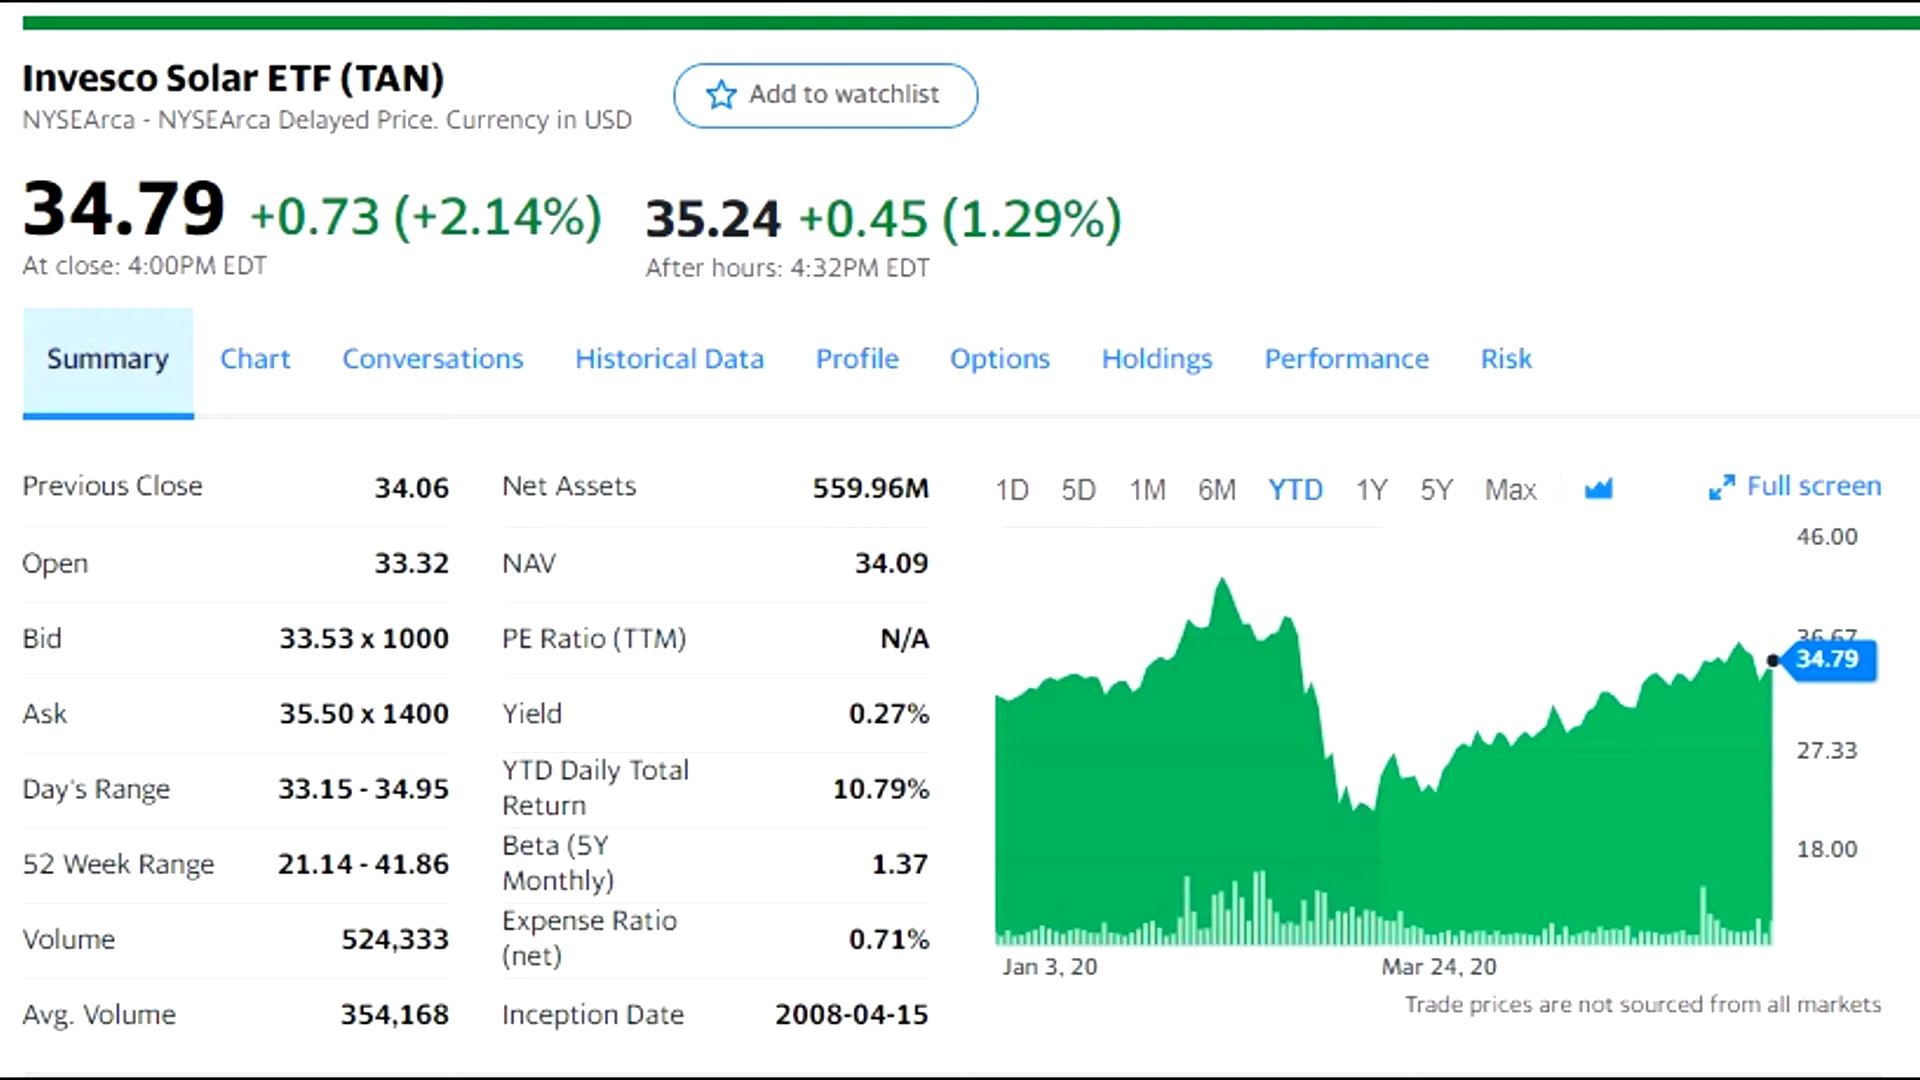 Invesco Solar ETF (TAN)
Add to watchlist
NYSEArca - NYSEArca Delayed Price. Currency in USD
34.79 +0.73 (+2.14%) 35.24 +0.45 (1.29%)
At close: 4:00PM EDT
After hours: 4:32PM EDT
Summary Chart Conversations Historical Data Profile Options Holdings Performance Risk
Previous Close 34.06
Open 33.32
Bid 33.53 x 1000
Ask 35.50 x 1400
Day's Range 33.15 - 34.95
52 Week Range 21.14 - 41.86
Volume 524,333
Avg. Volume 354,168
Net Assets 559.96M
NAV 34.09
PE Ratio (TTM) N/A
Yield 0.27%
YTD Daily Total
Return 10.79%
Beta (5Y
Monthly) 1.37
Expense Ratio
(net) 0.71%
Inception Date 2008-04-15
1D 5D 1M 6M YTD 1Y 5Y Max Full screen
46.00
36.67
34.79
27.33
18.00
Jan 3, 20 Mar 24, 20
Trade prices are not sourced from all markets